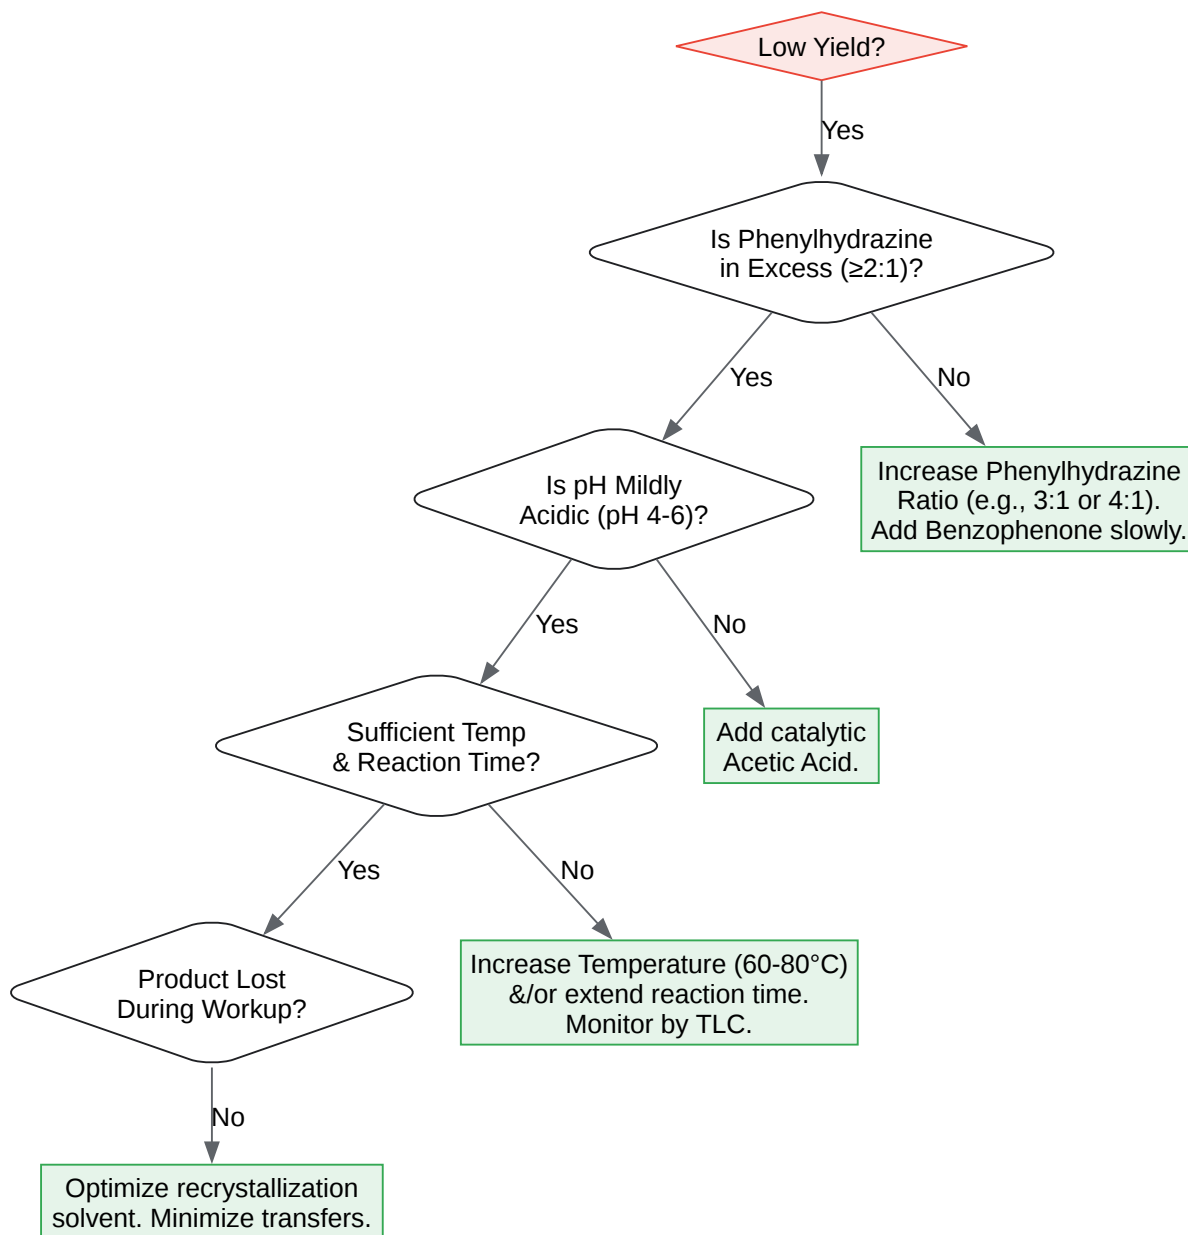 Low Yield?
Yes
Is Phenylhydrazine
in Excess (≥2:1)?
Yes
No
Is pH Mildly
Acidic (pH 4-6)?
Increase Phenylhydrazine
Ratio (e.g., 3:1 or 4:1).
Add Benzophenone slowly.
Yes
No
Sufficient Temp
& Reaction Time?
Add catalytic
Acetic Acid.
Yes
No
Product Lost
During Workup?
Increase Temperature (60-80°C)
&/or extend reaction time.
Monitor by TLC.
No
Optimize recrystallization
solvent. Minimize transfers.